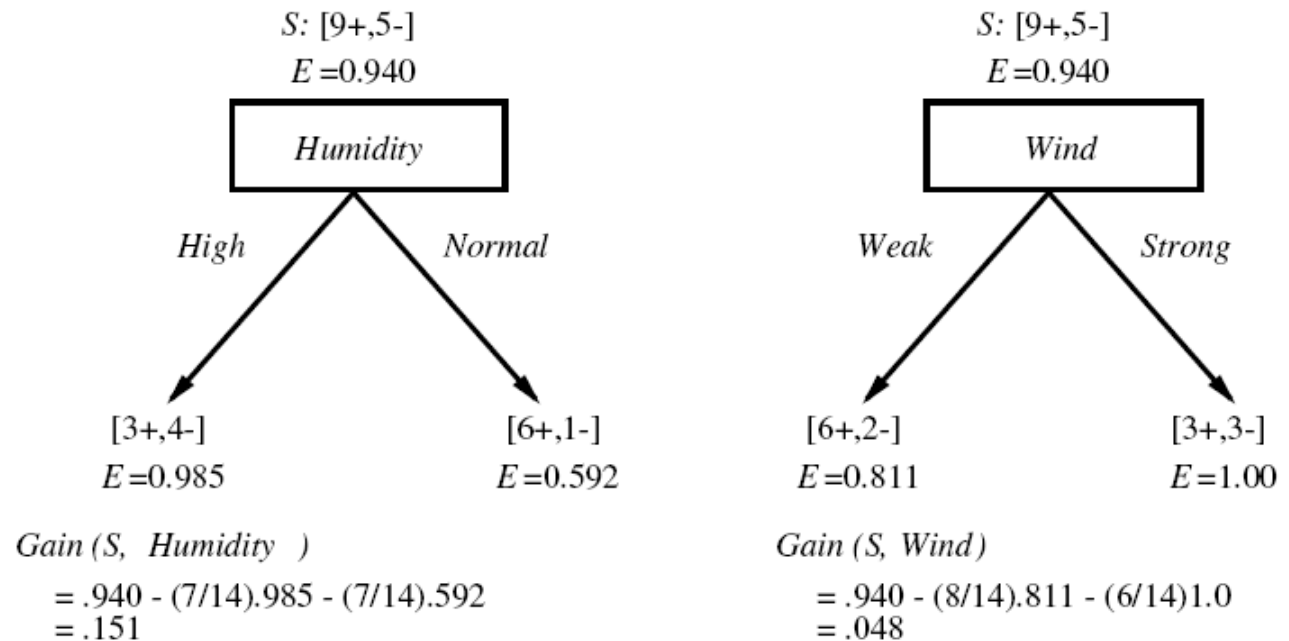 S: [9+,5-]
E =0.940
Humidity
High
Normal
[3+,4-]
E =0.985
[6+,1-]
E =0.592
Gain (S, Humidity )
= .940 - (7/14).985 - (7/14).592
= .151
S: [9+,5-]
E =0.940
Wind
Weak
Strong
[6+,2-]
E =0.811
[3+,3-]
E =1.00
Gain (S, Wind)
= .940 - (8/14).811 - (6/14)1.0
= .048